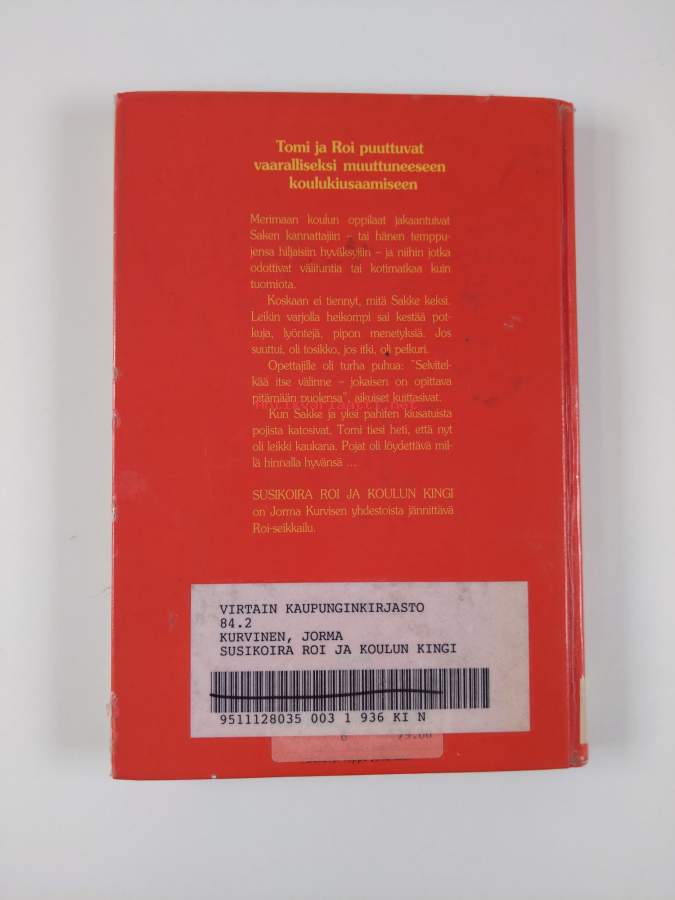 Tomi ja Roi puuttuvat
vaaralliseksi muuttuneeseen
koulukiusaamiseen
Merimaan koulun oppilaat jakaantuivat
Saken kannattajiin – tai hänen temppu-
jensa hiljaisiin hyväksyjiin – ja niihin jotka
odottivat välituntia tai kotimatkaa kuin
tuomiota.
Koskaan ei tiennyt, mitä Sakke keksi.
Leikin varjolla heikompi sai kestää pot-
kuja, lyöntejä, pipon menetyksiä. Jos
suuttui, oli tosikko, jos itki, oli pelkuri.
Opettajille oli turha puhua: "Selvitel-
kää itse välinne – jokaisen on opittava
pitämään puolensa", aikuiset kuittasivat.
Kun Sakke ja yksi pahiten kiusatuista
pojista katosivat, Tomi tiesi heti, että nyt
oli leikki kaukana. Pojat oli löydettävä mil-
lä hinnalla hyvänsä ...
SUSIKOIRA ROI JA KOULUN KINGI
on Jorma Kurvisen yhdestoista jännittävä
Roi-seikkailu.
VIRTAIN KAUPUNGINKIRJASTO
84.2
KURVINEN, JORMA
SUSIKOIRA ROI JA KOULUN KINGI
9511128035 003 1 936 KI N
6 79.00